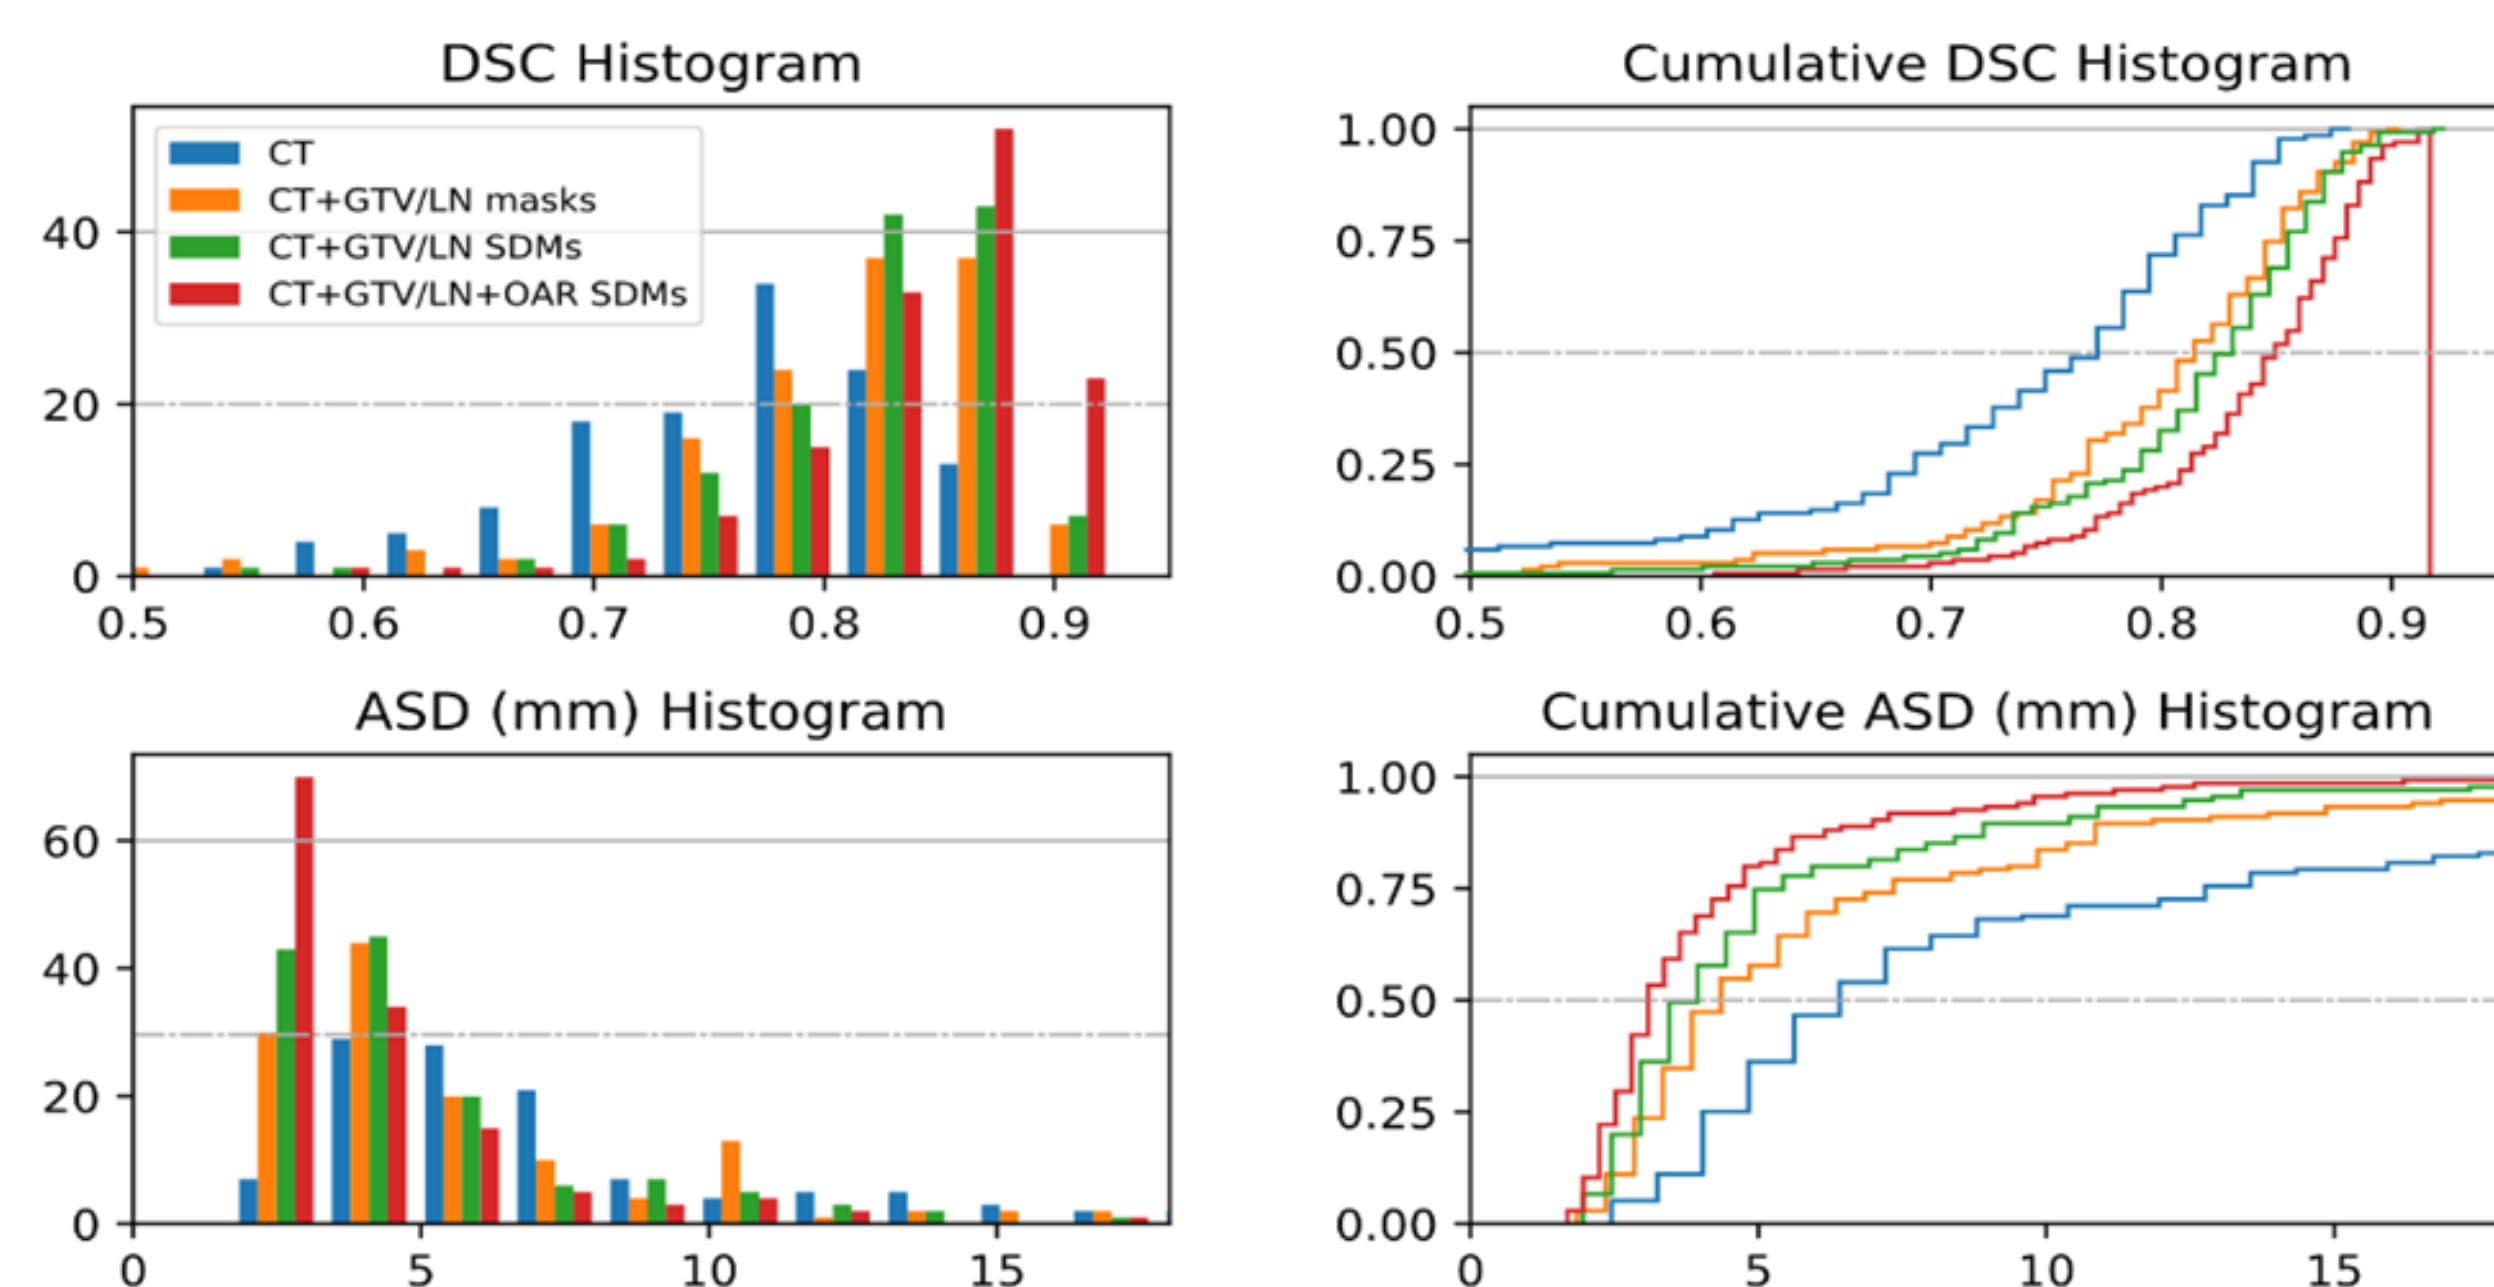 DSC Histogram
CT
CT+GTV/LN masks
CT+GTV/LN SDMs
CT+GTV/LN+OAR SDMs
40
20
0
0.5 0.6 0.7 0.8 0.9
Cumulative DSC Histogram
1.00
0.75
0.50
0.25
0.00
0.5 0.6 0.7 0.8 0.9
ASD (mm) Histogram
60
40
20
0
0 5 10 15
Cumulative ASD (mm) Histogram
1.00
0.75
0.50
0.25
0.00
0 5 10 15